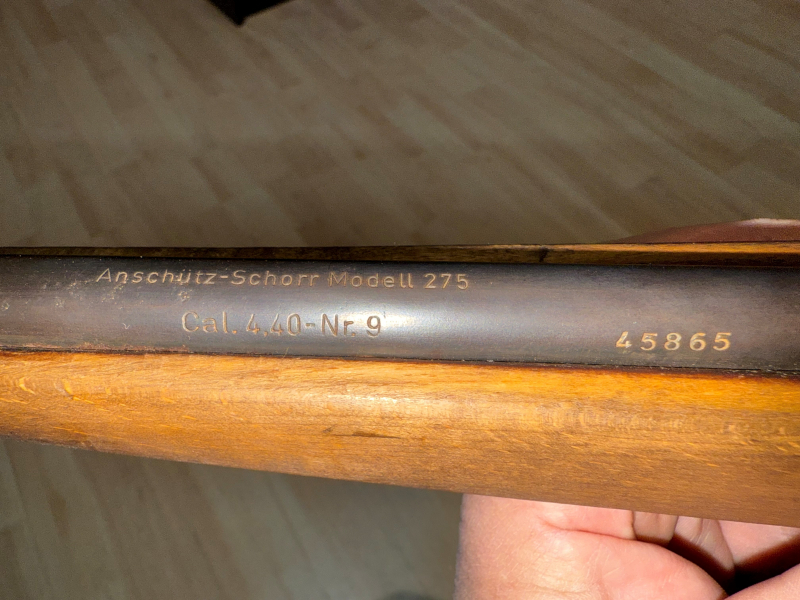 Anschütz-Schorr Modell 275
Cal. 4,40-Nr. 9
45865